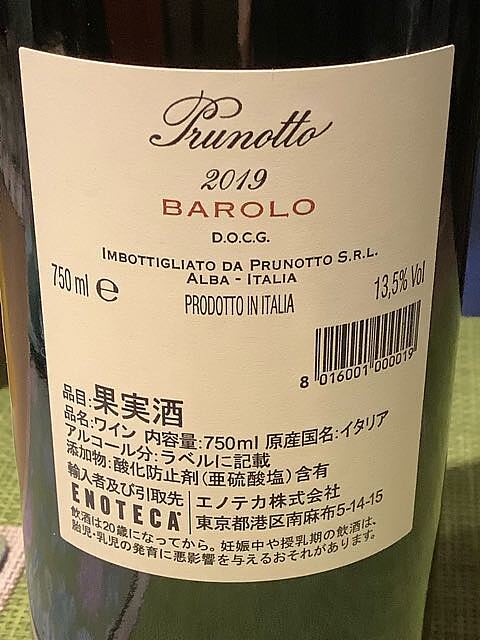 Prunotto
2019
BAROLO
D.O.C.G.
IMBOTTIGLIATO DA PRUNOTTO S.R.L.
ALBA - ITALIA
750 ml e
PRODOTTO IN ITALIA
13,5% Vol
8 016001 000019
品目:果実酒
品名:ワイン 内容量:750ml 原産国名:イタリア
アルコール分:ラベルに記載
添加物:酸化防止剤(亜硫酸塩)含有
輸入者及び引取先
ENOTECA
エノテカ株式会社
東京都港区南麻布5-14-15
飲酒は20歳になってから。妊娠中や授乳期の飲酒は、
胎児・乳児の発育に悪影響を与えるおそれがあります。